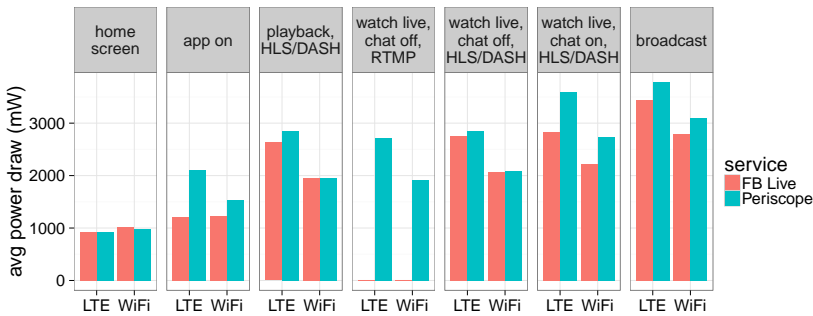 home
screen
app on
playback,
HLS/DASH
watch live,
chat off,
RTMP
watch live,
chat off,
HLS/DASH
watch live,
chat on,
HLS/DASH
broadcast
avg power draw (mW)
3000
2000
1000
0
LTE WiFi
LTE WiFi
LTE WiFi
LTE WiFi
LTE WiFi
LTE WiFi
LTE WiFi
service
FB Live
Periscope